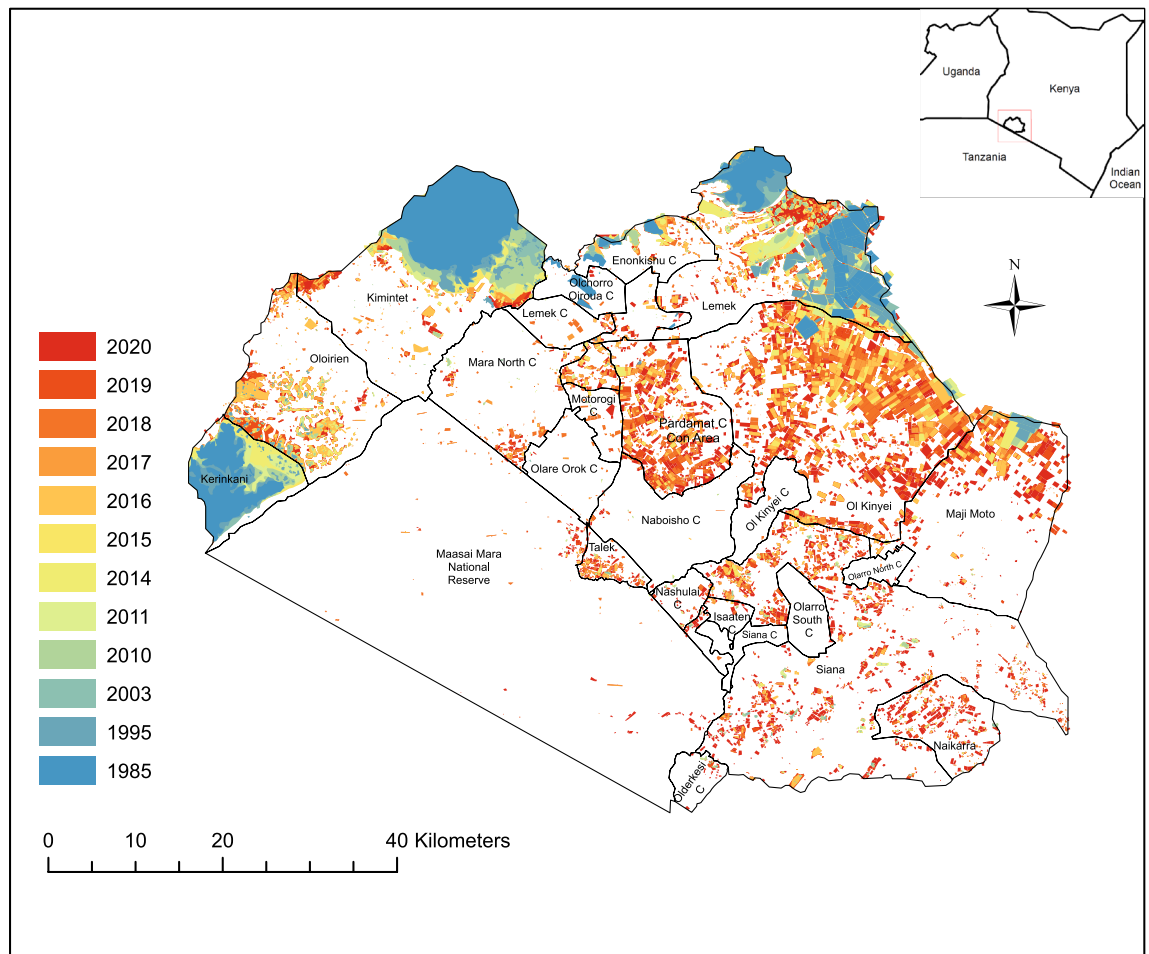 Uganda
Kenya
Tanzania
Indian
Ocean
N
Enonkishu C
Olchorro
Oiroua C
Kimintet
Lemek C
Lemek
Oloirien
Mara North C
Motorogi
C
Pardamat C
Con Area
Olare Orok C
Kerinkani
Ol Kinyei C
Ol Kinyei
Naboisho C
Maji Moto
Talek
Maasai Mara
National
Reserve
Olarro North C
Nashulai
C
Isaaten
C
Olarro
South
C
Siana C
Siana
Naikarra
Olderkesi
C
2020
2019
2018
2017
2016
2015
2014
2011
2010
2003
1995
1985
0 10 20 40 Kilometers